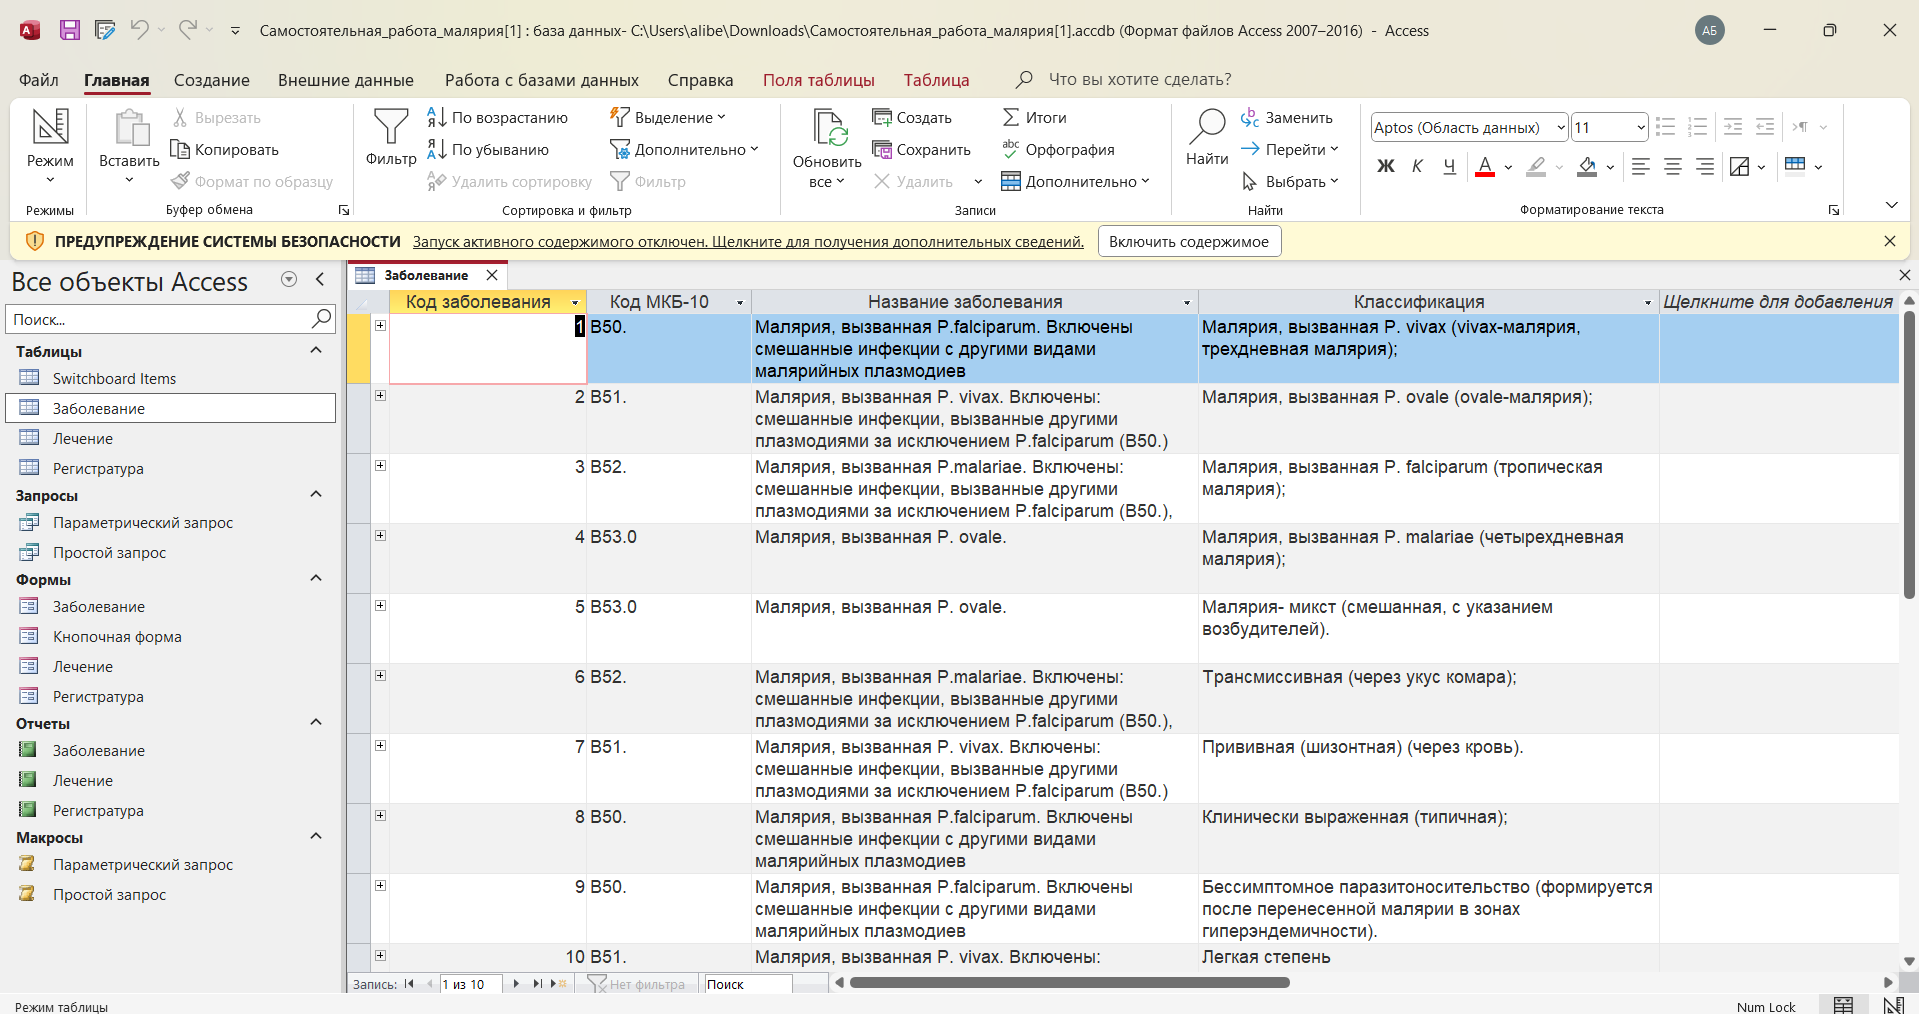 Самостоятельная_работа_малярия[1] : база данных- C:\Users\alibe\Downloads\Самостоятельная_работа_малярия[1].accdb (Формат файлов Access 2007–2016) - Access
АБ
Файл Главная Создание Внешние данные Работа с базами данных Справка Поля таблицы Таблица Что вы хотите сделать?
Режим
Режимы
Вставить
Вырезать
Копировать
Формат по образцу
Буфер обмена
Фильтр
По возрастанию
По убыванию
Удалить сортировку
Выделение
Дополнительно
Фильтр
Сортировка и фильтр
Обновить
все
Создать
Сохранить
Удалить
Итоги
Орфография
Дополнительно
Записи
Найти
Заменить
Перейти
Выбрать
Найти
Aptos (Область данных) 11
Ж К Ч А
Форматирование текста
ПРЕДУПРЕЖДЕНИЕ СИСТЕМЫ БЕЗОПАСНОСТИ Запуск активного содержимого отключен. Щелкните для получения дополнительных сведений. Включить содержимое
Все объекты Access
Поиск...
Таблицы
Switchboard Items
Заболевание
Лечение
Регистратура
Запросы
Параметрический запрос
Простой запрос
Формы
Заболевание
Кнопочная форма
Лечение
Регистратура
Отчеты
Заболевание
Лечение
Регистратура
Макросы
Параметрический запрос
Простой запрос
Заболевание
Код заболевания Код МКБ-10 Название заболевания Классификация Щелкните для добавления
1 B50. Малярия, вызванная P.falciparum. Включены Малярия, вызванная P. vivax (vivax-малярия,
смешанные инфекции с другими видами трехдневная малярия);
малярийных плазмодиев
2 B51. Малярия, вызванная P. vivax. Включены: Малярия, вызванная P. ovale (ovale-малярия);
смешанные инфекции, вызванные другими
плазмодиями за исключением P.falciparum (B50.)
3 B52. Малярия, вызванная P.malariae. Включены: Малярия, вызванная P. falciparum (тропическая
смешанные инфекции, вызванные другими малярия);
плазмодиями за исключением P.falciparum (B50.),
4 B53.0 Малярия, вызванная P. ovale. Малярия, вызванная P. malariae (четырехдневная
малярия);
5 B53.0 Малярия, вызванная P. ovale. Малярия- микст (смешанная, с указанием
возбудителей).
6 B52. Малярия, вызванная P.malariae. Включены: Трансмиссивная (через укус комара);
смешанные инфекции, вызванные другими
плазмодиями за исключением P.falciparum (B50.),
7 B51. Малярия, вызванная P. vivax. Включены: Прививная (шизонтная) (через кровь).
смешанные инфекции, вызванные другими
плазмодиями за исключением P.falciparum (B50.)
8 B50. Малярия, вызванная P.falciparum. Включены Клинически выраженная (типичная);
смешанные инфекции с другими видами
малярийных плазмодиев
9 B50. Малярия, вызванная P.falciparum. Включены Бессимптомное паразитоносительство (формируется
смешанные инфекции с другими видами после перенесенной малярии в зонах
малярийных плазмодиев гиперэндемичности).
10 B51. Малярия, вызванная P. vivax. Включены: Легкая степень
Запись: 1 из 10 Нет фильтра Поиск
Режим таблицы Num Lock